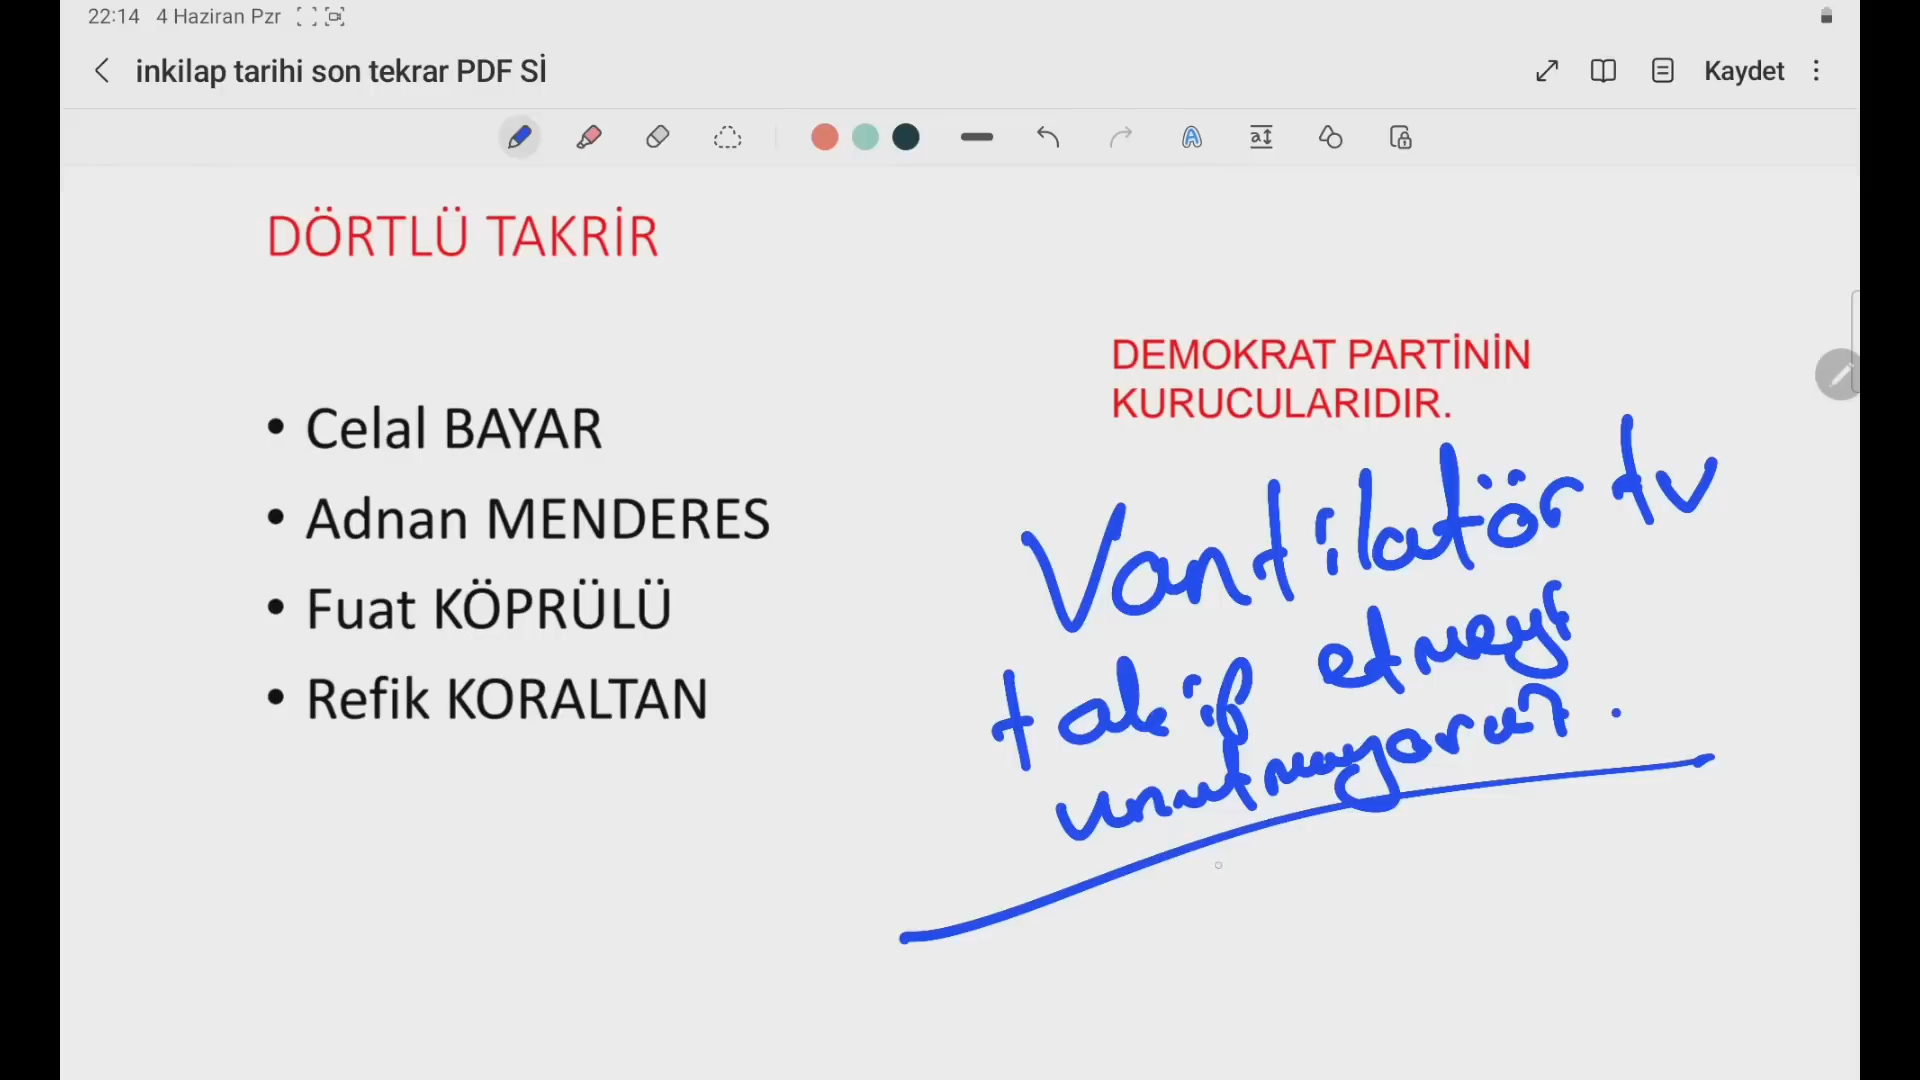 22:14 4 Haziran Pzr
inkilap tarihi son tekrar PDF Sİ
Kaydet
DÖRTLÜ TAKRİR
• Celal BAYAR
• Adnan MENDERES
• Fuat KÖPRÜLÜ
• Refik KORALTAN
DEMOKRAT PARTİNİN
KURUCULARIDIR.
Vantilatör tv
takip etmeyi
unutmayoruz.